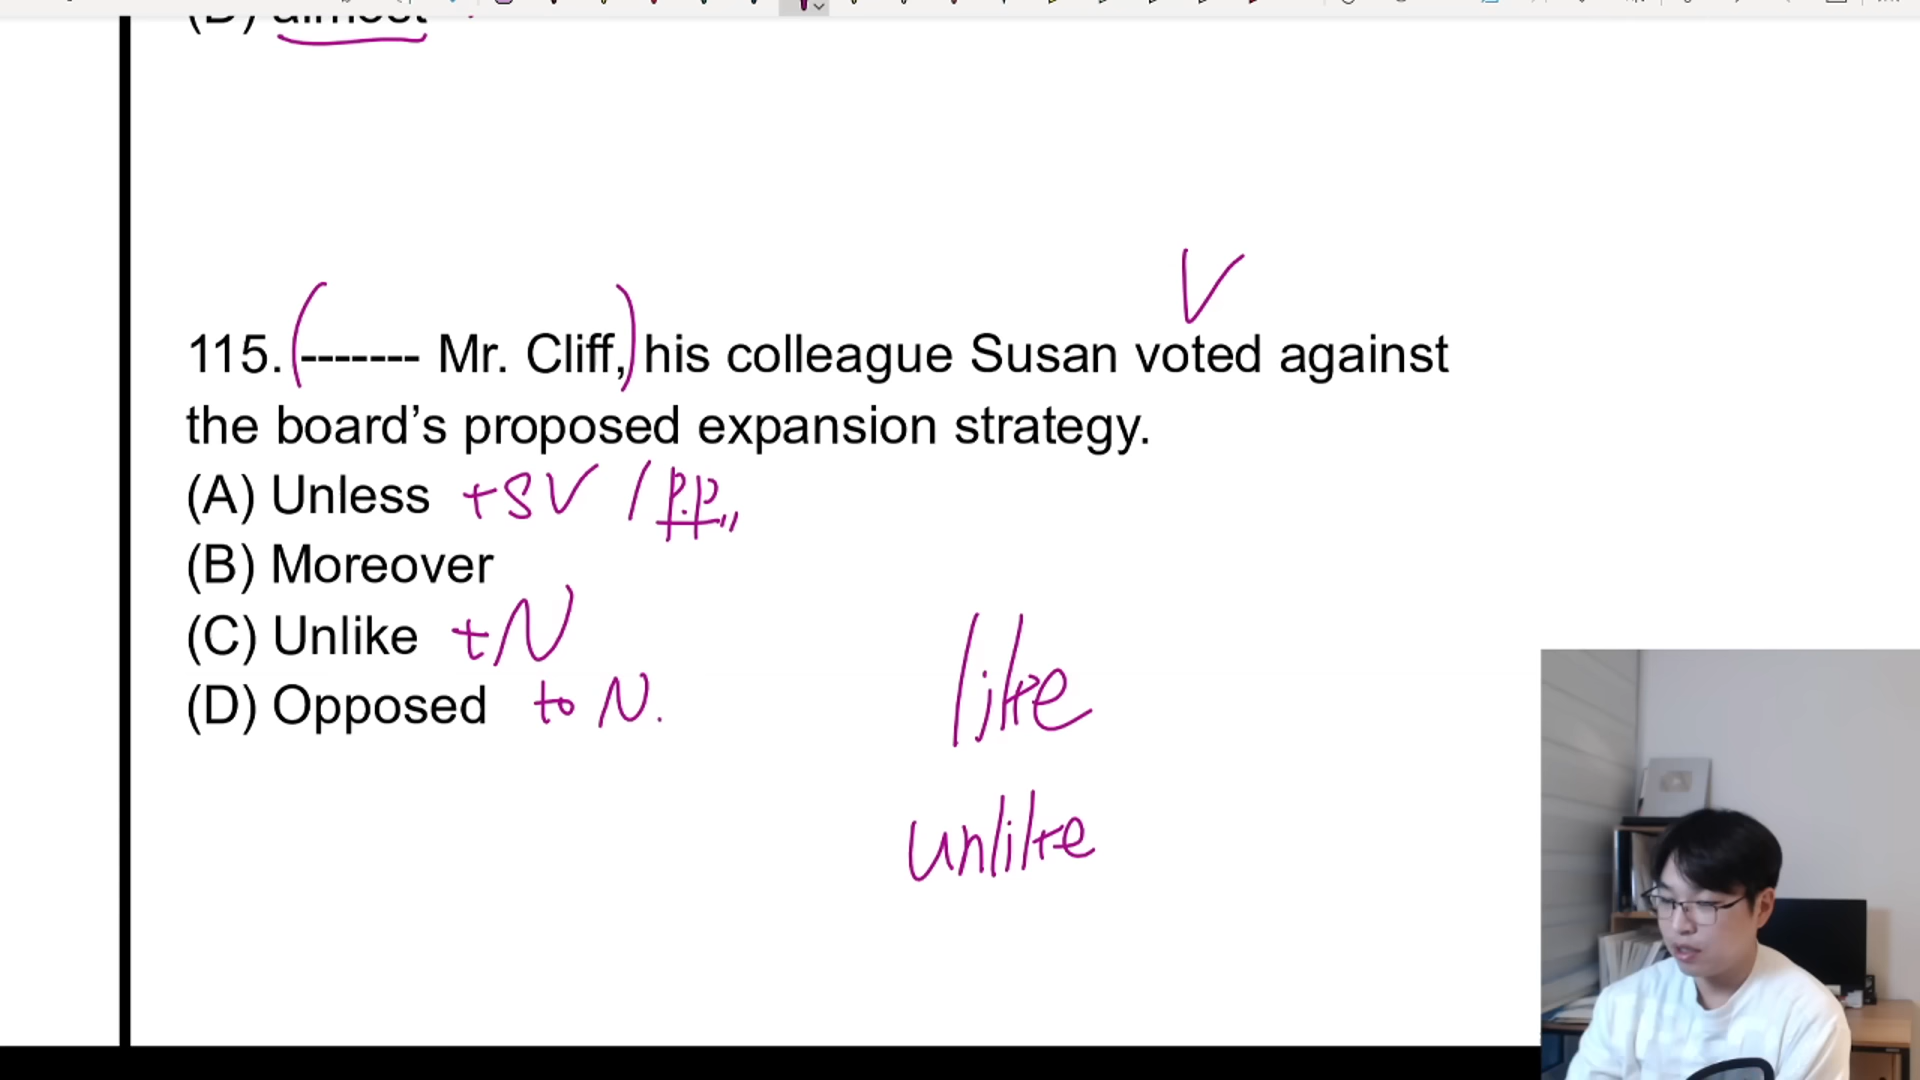 (D) almost
V
115. ------- Mr. Cliff, his colleague Susan voted against
the board’s proposed expansion strategy.
(A) Unless +SV / p.p
(B) Moreover
(C) Unlike +N
(D) Opposed to N.
like
unlike